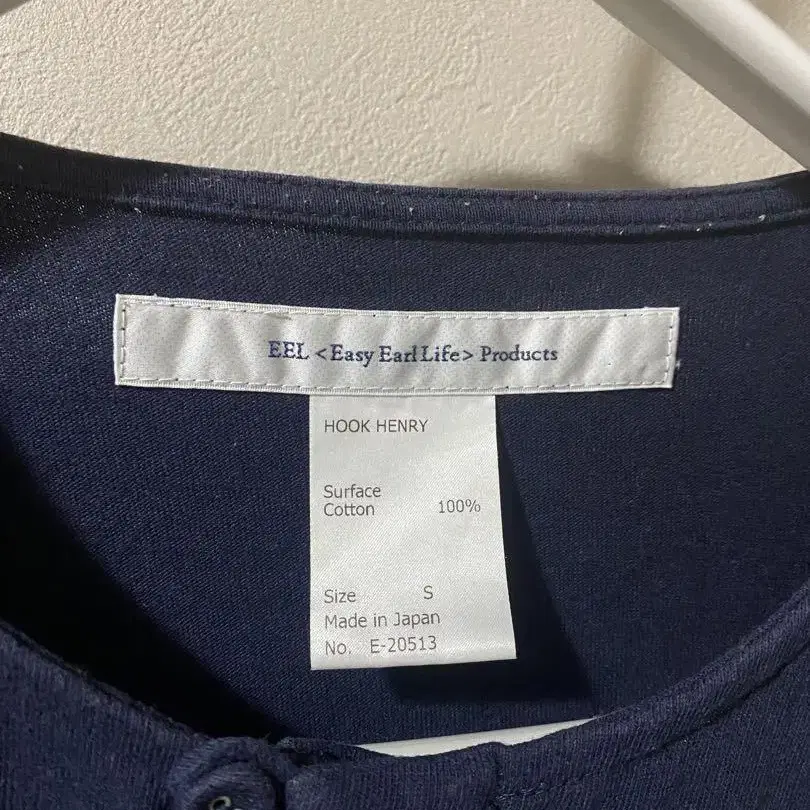 EEL <Easy Earl Life> Products
HOOK HENRY
Surface
Cotton 100%
Size S
Made in Japan
No. E-20513